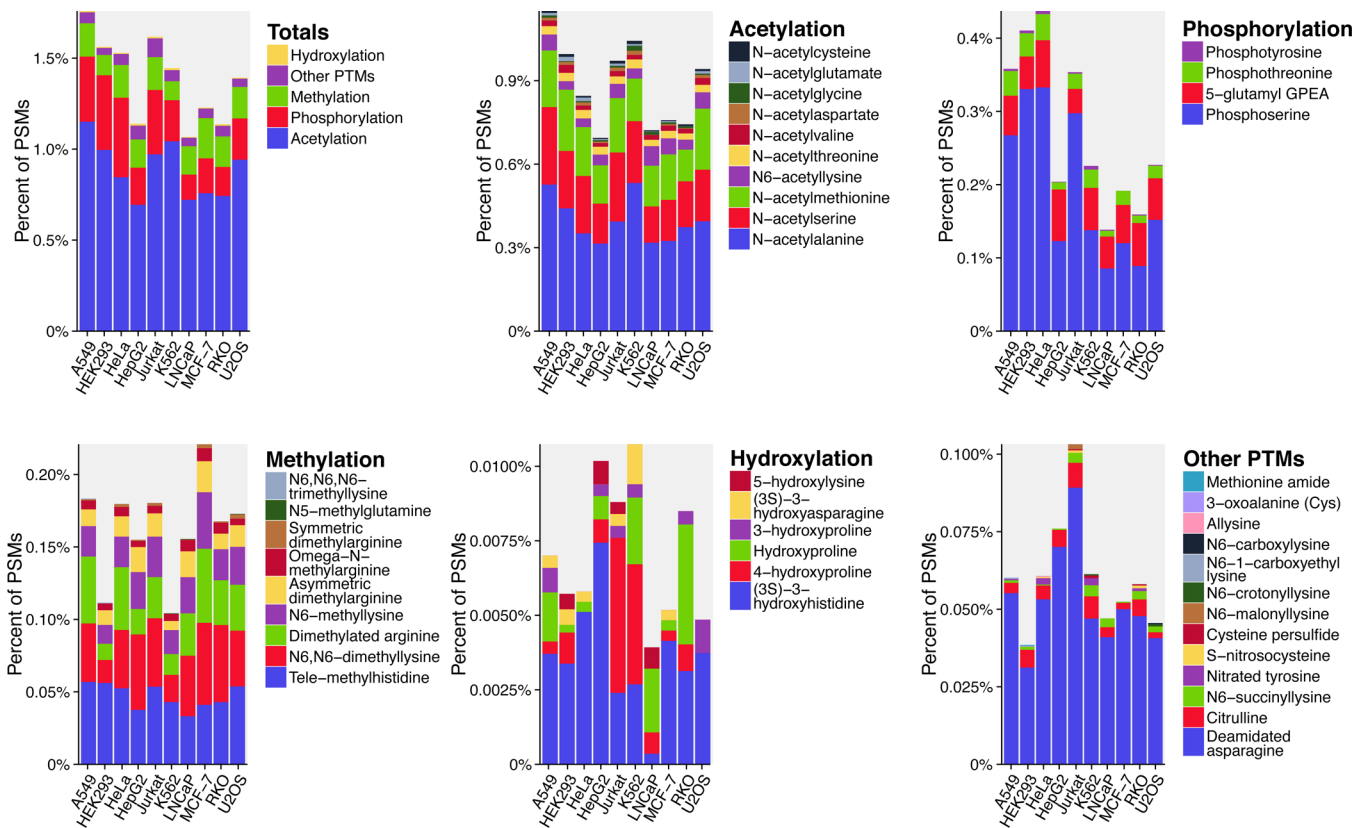 Totals
Hydroxylation
Other PTMs
Methylation
Phosphorylation
Acetylation
Percent of PSMs
1.5%
1.0%
0.5%
0%
A549
HEK293
HeLa
HepG2
Jurkat
K562
LNCaP
MCF−7
RKO
U2OS
Acetylation
N−acetylcysteine
N−acetylglutamate
N−acetylglycine
N−acetylaspartate
N−acetylvaline
N−acetylthreonine
N6−acetyllysine
N−acetylmethionine
N−acetylserine
N−acetylalanine
Percent of PSMs
0.9%
0.6%
0.3%
0%
A549
HEK293
HeLa
HepG2
Jurkat
K562
LNCaP
MCF−7
RKO
U2OS
Phosphorylation
Phosphotyrosine
Phosphothreonine
5−glutamyl GPEA
Phosphoserine
Percent of PSMs
0.4%
0.3%
0.2%
0.1%
0%
A549
HEK293
HeLa
HepG2
Jurkat
K562
LNCaP
MCF−7
RKO
U2OS
Methylation
N6,N6,N6−
trimethyllysine
N5−methylglutamine
Symmetric
dimethylarginine
Omega−N−
methylarginine
Asymmetric
dimethylarginine
N6−methyllysine
Dimethylated arginine
N6,N6−dimethyllysine
Tele−methylhistidine
Percent of PSMs
0.20%
0.15%
0.10%
0.05%
0%
A549
HEK293
HeLa
HepG2
Jurkat
K562
LNCaP
MCF−7
RKO
U2OS
Hydroxylation
5−hydroxylysine
(3S)−3−
hydroxyasparagine
3−hydroxyproline
Hydroxyproline
4−hydroxyproline
(3S)−3−
hydroxyhistidine
Percent of PSMs
0.0100%
0.0075%
0.0050%
0.0025%
0%
A549
HEK293
HeLa
HepG2
Jurkat
K562
LNCaP
MCF−7
RKO
U2OS
Other PTMs
Methionine amide
3−oxoalanine (Cys)
Allysine
N6−carboxylysine
N6−1−carboxyethyl
lysine
N6−crotonyllysine
N6−malonyllysine
Cysteine persulfide
S−nitrosocysteine
Nitrated tyrosine
N6−succinyllysine
Citrulline
Deamidated
asparagine
Percent of PSMs
0.100%
0.075%
0.050%
0.025%
0.00%
A549
HEK293
HeLa
HepG2
Jurkat
K562
LNCaP
MCF−7
RKO
U2OS